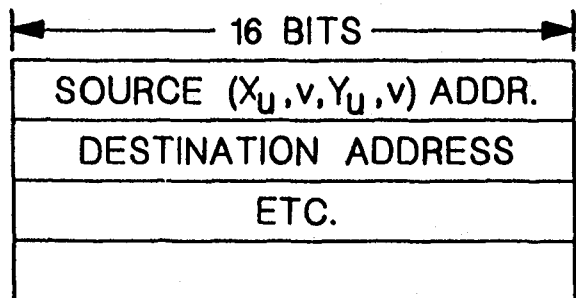 16 BITS
SOURCE (Xu,v,Yu,v) ADDR.
DESTINATION ADDRESS
ETC.